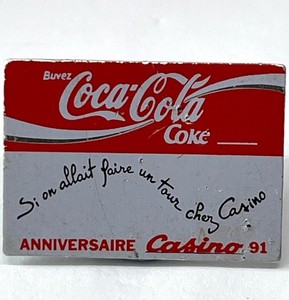 Buvez
Coca-Cola
Coke
Si on allait faire un tour chez Casino
ANNIVERSAIRE Casino 91